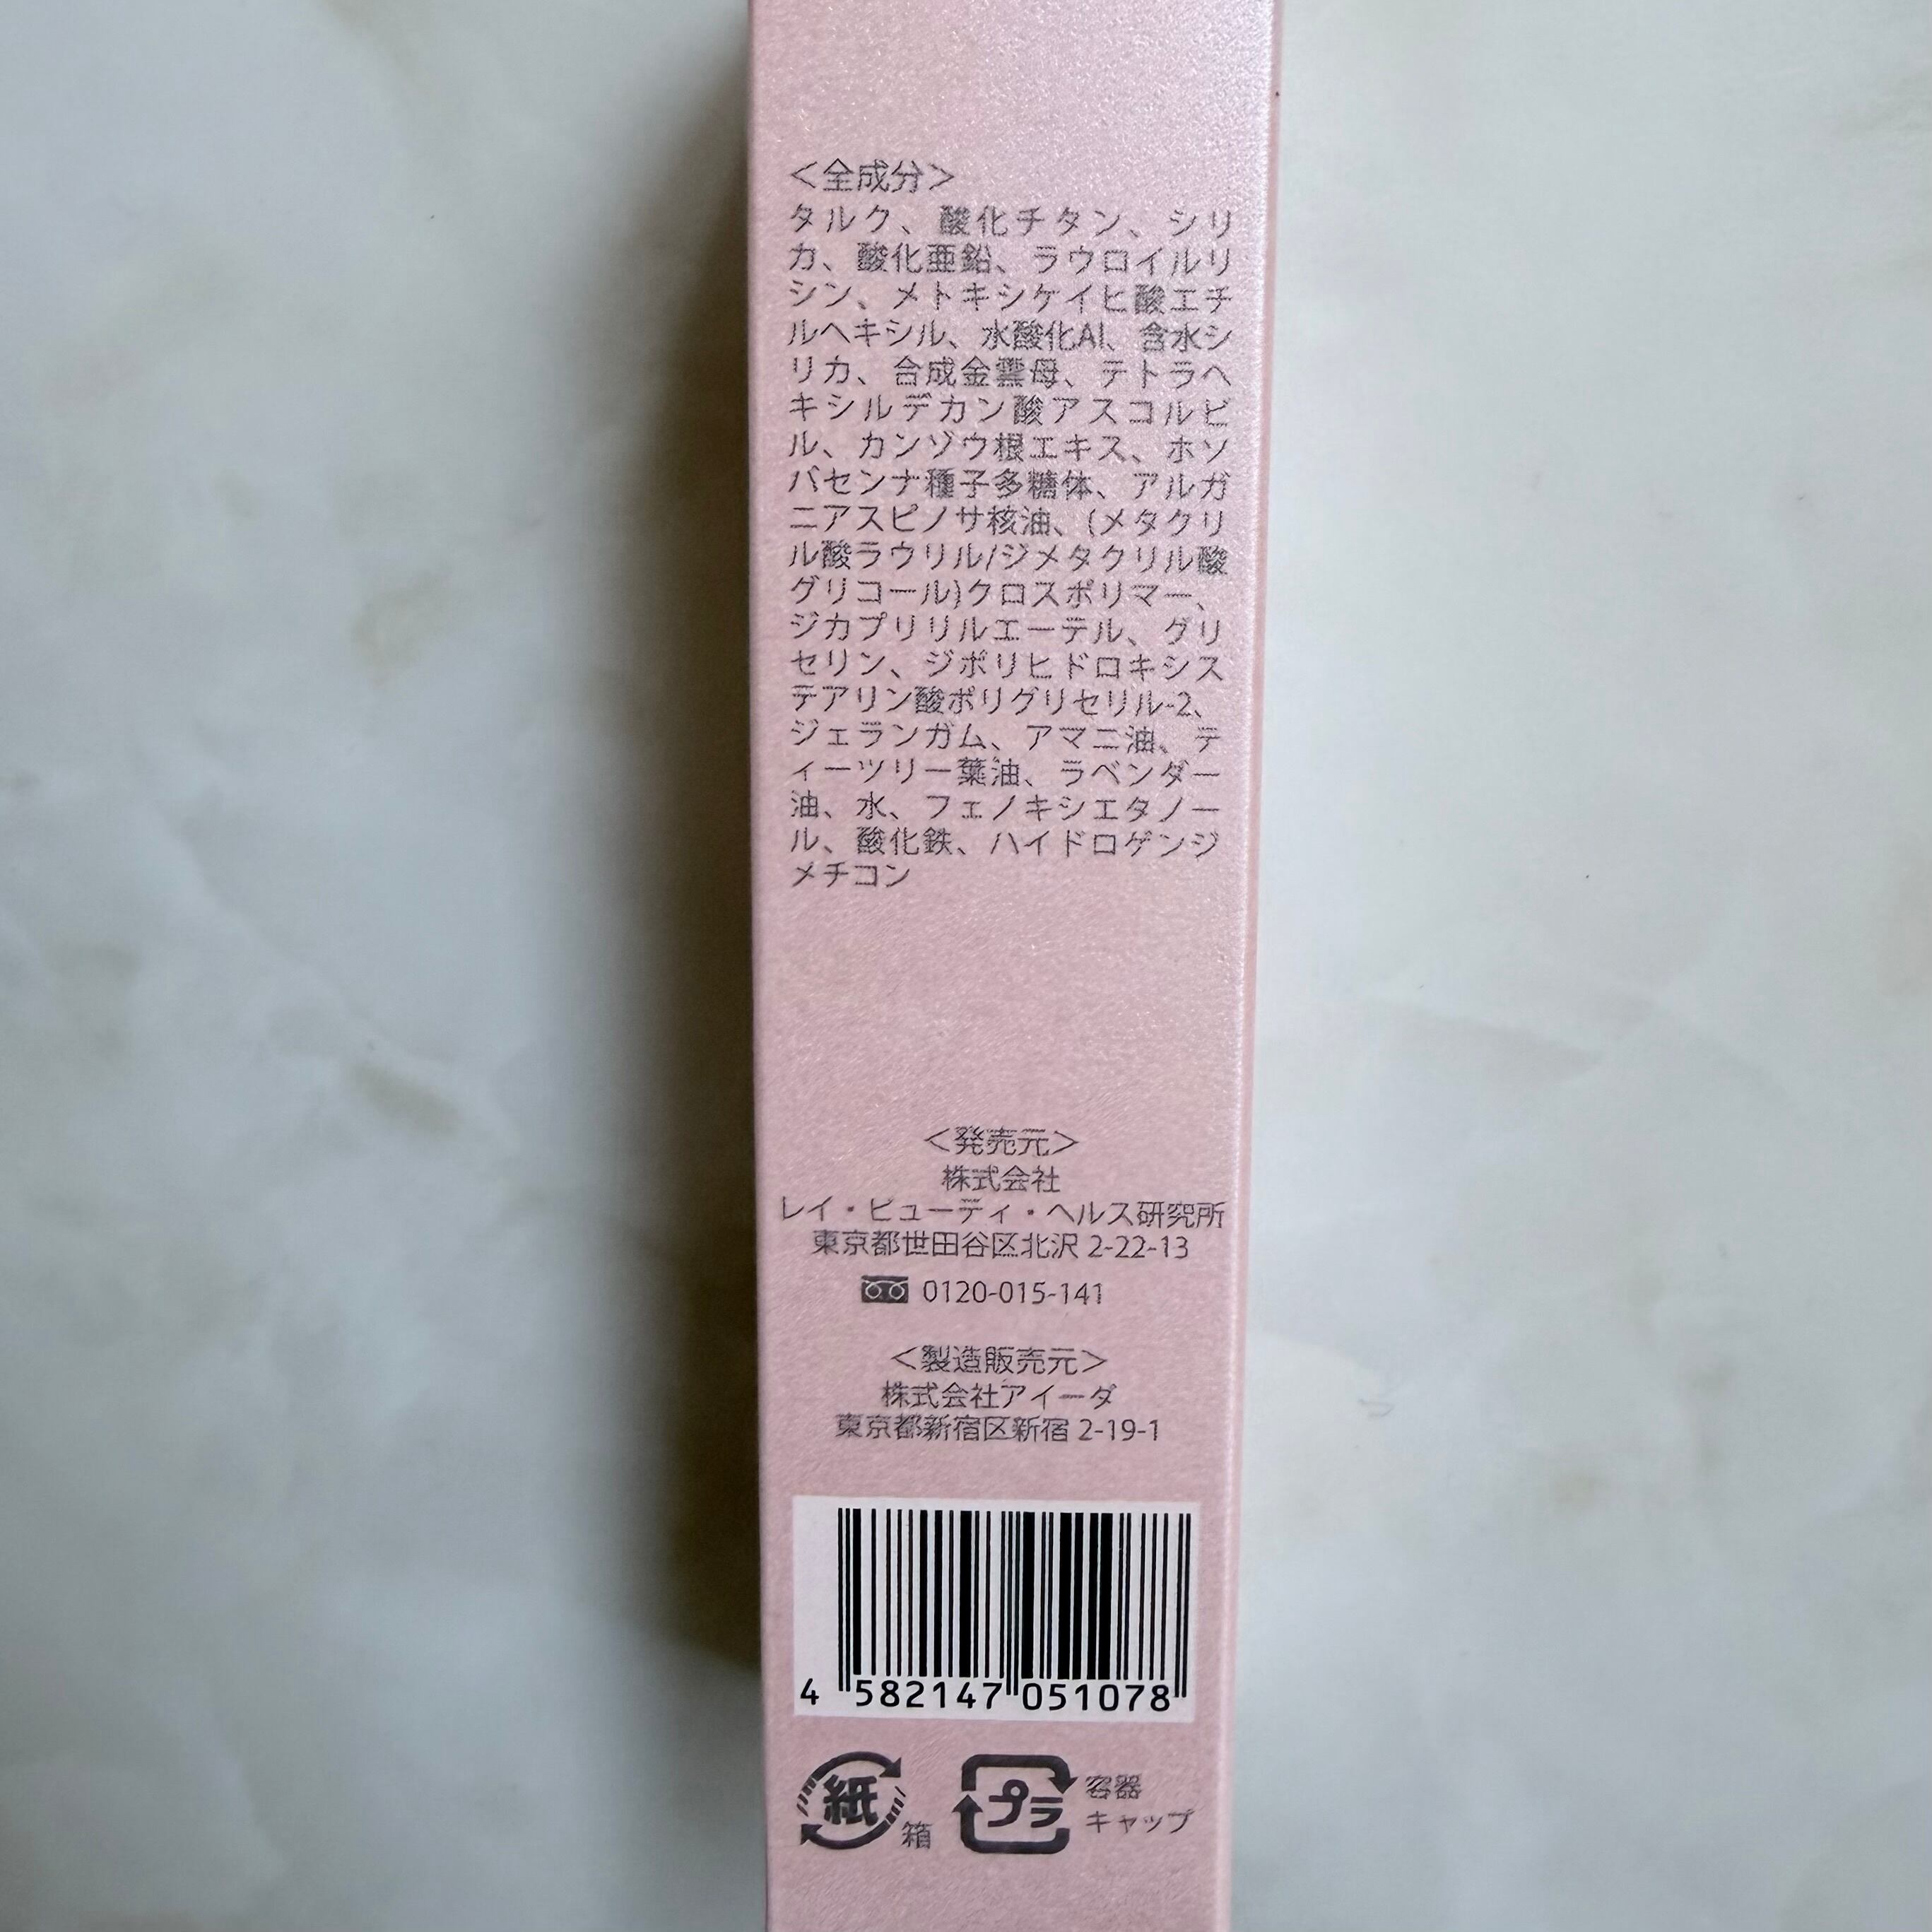 ＜全成分＞
タルク、酸化チタン、シリ
カ、酸化亜鉛、ラウロイルリ
シン、メトキシケイヒ酸エチ
ルヘキシル、水酸化Al、含水シ
リカ、合成金雲母、テトラヘ
キシルデカン酸アスコルビ
ル、カンゾウ根エキス、ホソ
バセンナ種子多糖体、アルガ
ニアスピノサ核油、(メタクリ
ル酸ラウリル/ジメタクリル酸
グリコール)クロスポリマー、
ジカプリリルエーテル、グリ
セリン、ジポリヒドロキシス
テアリン酸ポリグリセリル-2、
ジェランガム、アマニ油、テ
ィーツリー葉油、ラベンダー
油、水、フェノキシエタノー
ル、酸化鉄、ハイドロゲンジ
メチコン
＜発売元＞
株式会社
レイ・ビューティ・ヘルス研究所
東京都世田谷区北沢 2-22-13
0120-015-141
＜製造販売元＞
株式会社アイーダ
東京都新宿区新宿 2-19-1
4 582147 051078
紙 箱
プラ 容器
キャップ